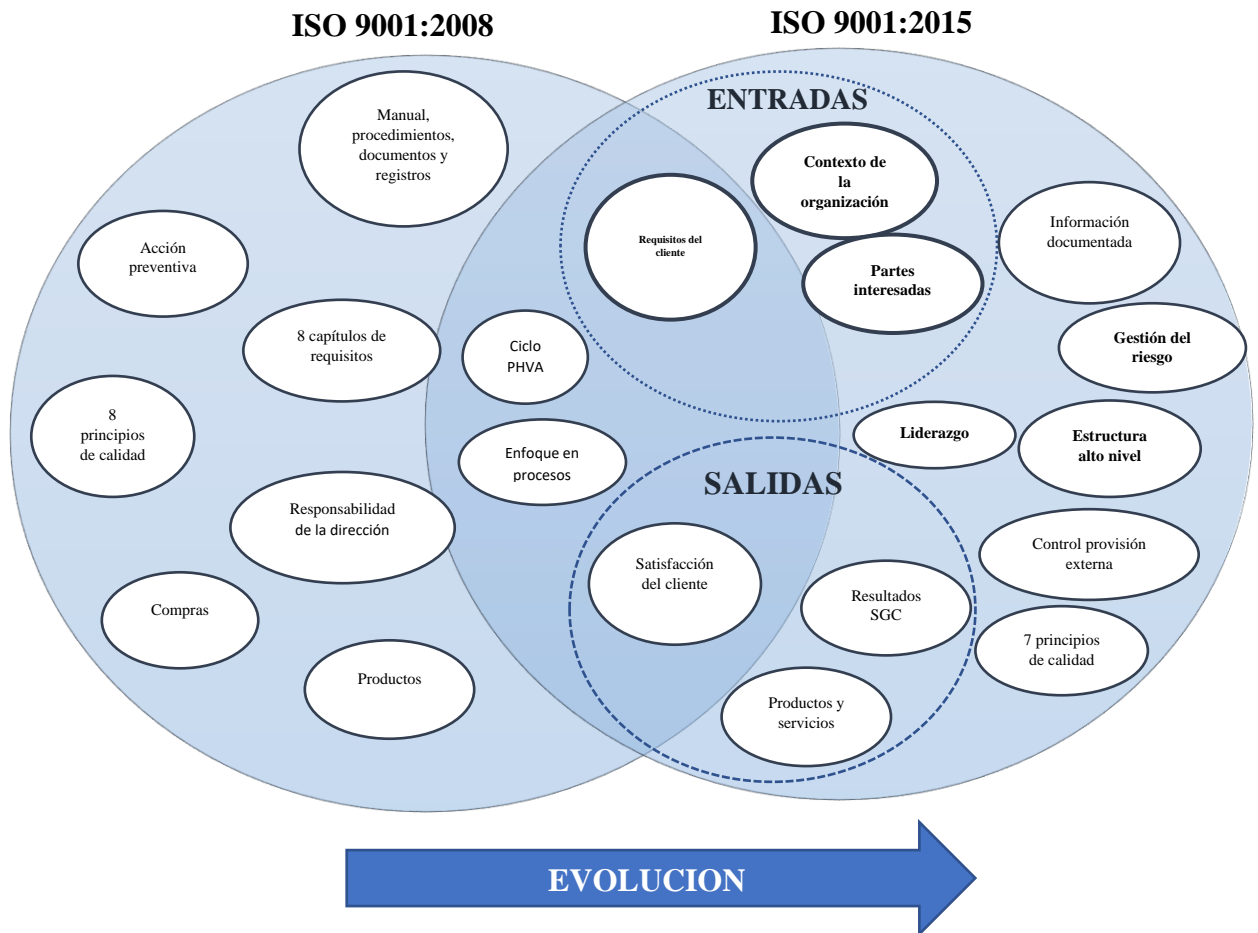 ISO 9001:2008
ISO 9001:2015
Manual,
procedimientos,
documentos y
registros
Acción
preventiva
8 capítulos de
requisitos
8
principios
de calidad
Responsabilidad
de la dirección
Compras
Productos
Ciclo
PHVA
Enfoque en
procesos
ENTRADAS
Requisitos del
cliente
Contexto de
la
organización
Partes
interesadas
SALIDAS
Satisfacción
del cliente
Resultados
SGC
Productos y
servicios
Información
documentada
Gestión del
riesgo
Liderazgo
Estructura
alto nivel
Control provisión
externa
7 principios
de calidad
EVOLUCION